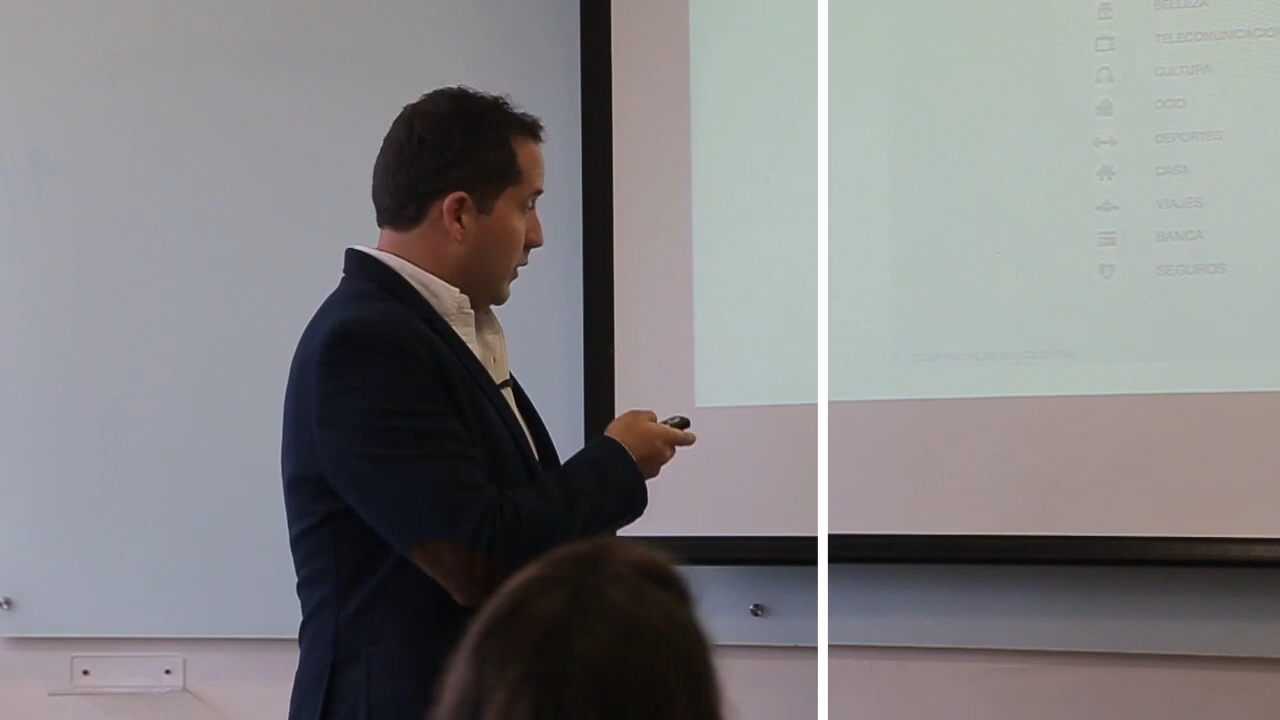 BELLEZA
TELECOMUNICACIO
CULTURA
OCIO
DEPORTES
CASA
VIAJES
BANCA
SEGUROS